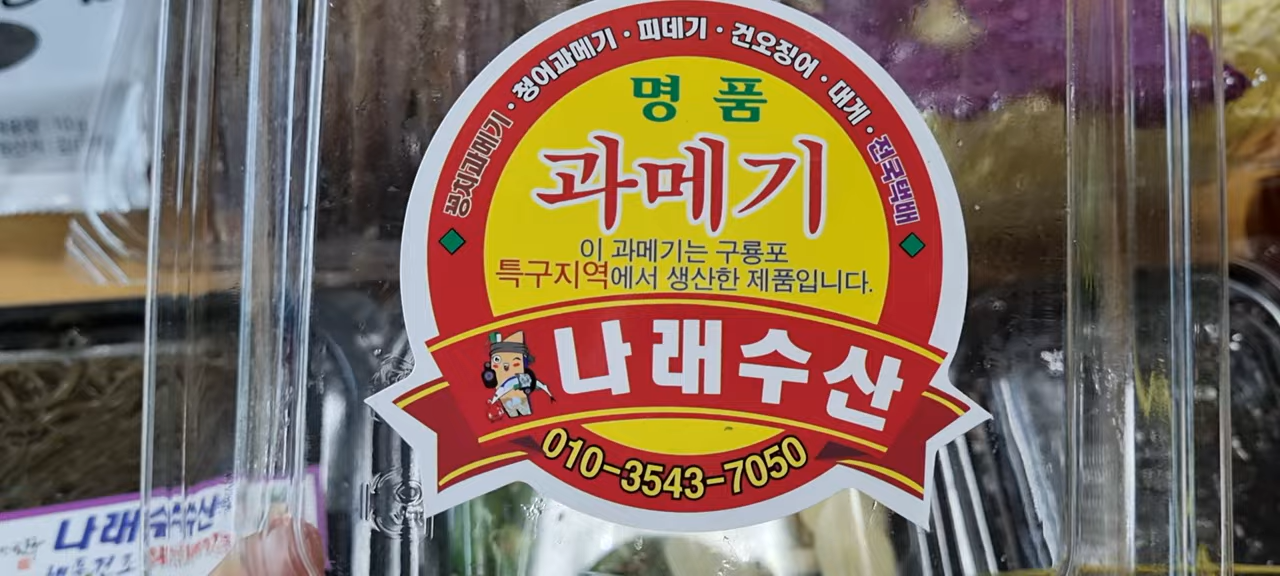 꽁치과메기 · 청어과메기 · 피데기 · 건오징어 · 대게 · 전국택배
명품
과메기
이 과메기는 구룡포
특구지역에서 생산한 제품입니다.
나래수산
010-3543-7050
나래수산